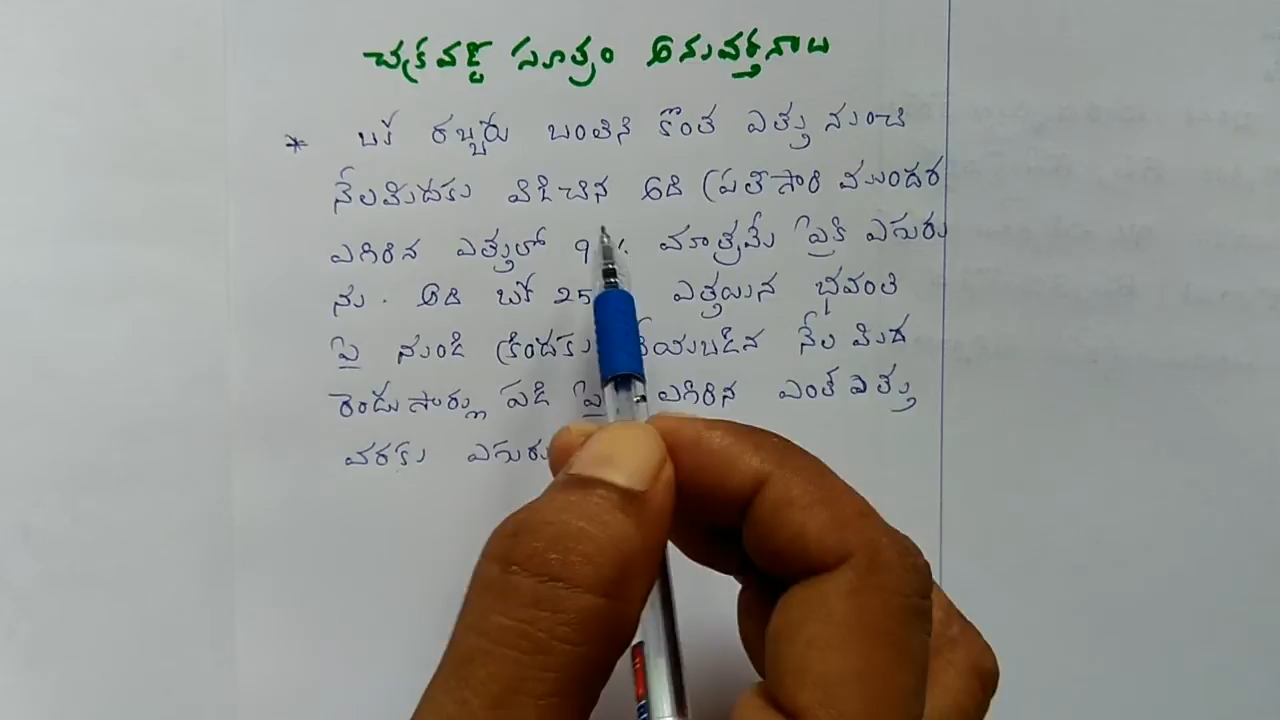 చక్రవడ్డీ సూత్రం అనువర్తనాలు
* ఒక రబ్బరు బంతిని కొంత ఎత్తు నుంచి
నేలమీదకు విడిచిన అది ప్రతిసారి ముందర
ఎగిరిన ఎత్తులో 9 % మాత్రమే పైకి ఎగురు
ను. అది ఒక 25 ఎత్తయిన భవంతి
పై నుండి క్రిందకు వేయబడిన నేల మీద
రెండుసార్లు పడి పై ఎగిరిన ఎంత ఎత్తు
వరకు ఎగురు